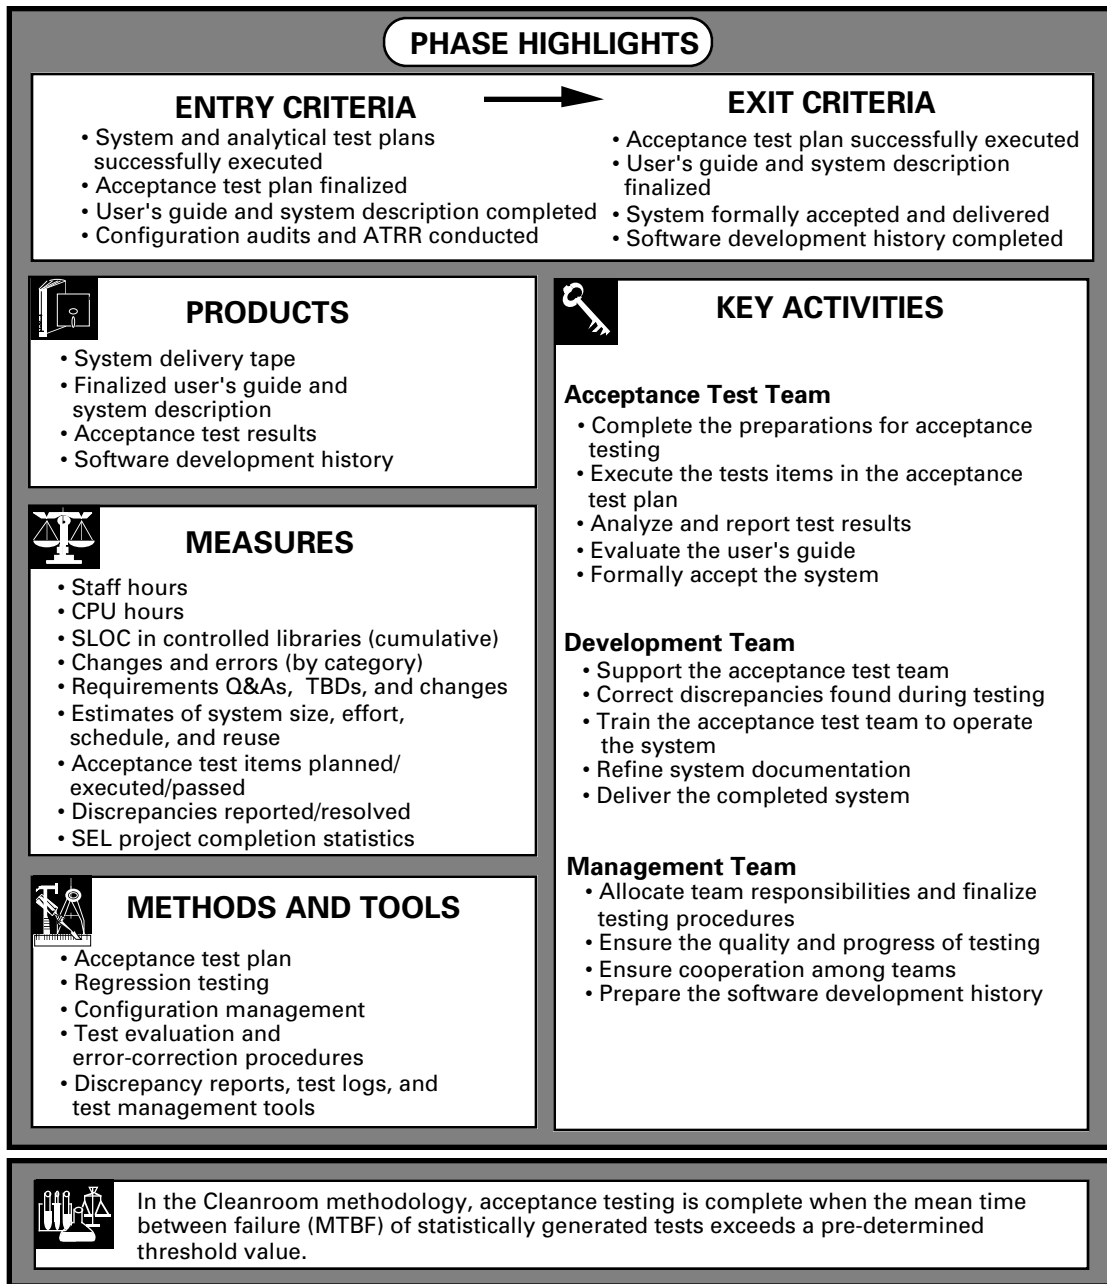 PHASE HIGHLIGHTS
ENTRY CRITERIA
• System and analytical test plans
successfully executed
• Acceptance test plan finalized
• User's guide and system description completed
• Configuration audits and ATRR conducted
EXIT CRITERIA
• Acceptance test plan successfully executed
• User's guide and system description
finalized
• System formally accepted and delivered
• Software development history completed
PRODUCTS
• System delivery tape
• Finalized user's guide and
system description
• Acceptance test results
• Software development history
MEASURES
• Staff hours
• CPU hours
• SLOC in controlled libraries (cumulative)
• Changes and errors (by category)
• Requirements Q&As, TBDs, and changes
• Estimates of system size, effort,
schedule, and reuse
• Acceptance test items planned/
executed/passed
• Discrepancies reported/resolved
• SEL project completion statistics
METHODS AND TOOLS
• Acceptance test plan
• Regression testing
• Configuration management
• Test evaluation and
error-correction procedures
• Discrepancy reports, test logs, and
test management tools
KEY ACTIVITIES
Acceptance Test Team
• Complete the preparations for acceptance
testing
• Execute the tests items in the acceptance
test plan
• Analyze and report test results
• Evaluate the user's guide
• Formally accept the system
Development Team
• Support the acceptance test team
• Correct discrepancies found during testing
• Train the acceptance test team to operate
the system
• Refine system documentation
• Deliver the completed system
Management Team
• Allocate team responsibilities and finalize
testing procedures
• Ensure the quality and progress of testing
• Ensure cooperation among teams
• Prepare the software development history
In the Cleanroom methodology, acceptance testing is complete when the mean time
between failure (MTBF) of statistically generated tests exceeds a pre-determined
threshold value.